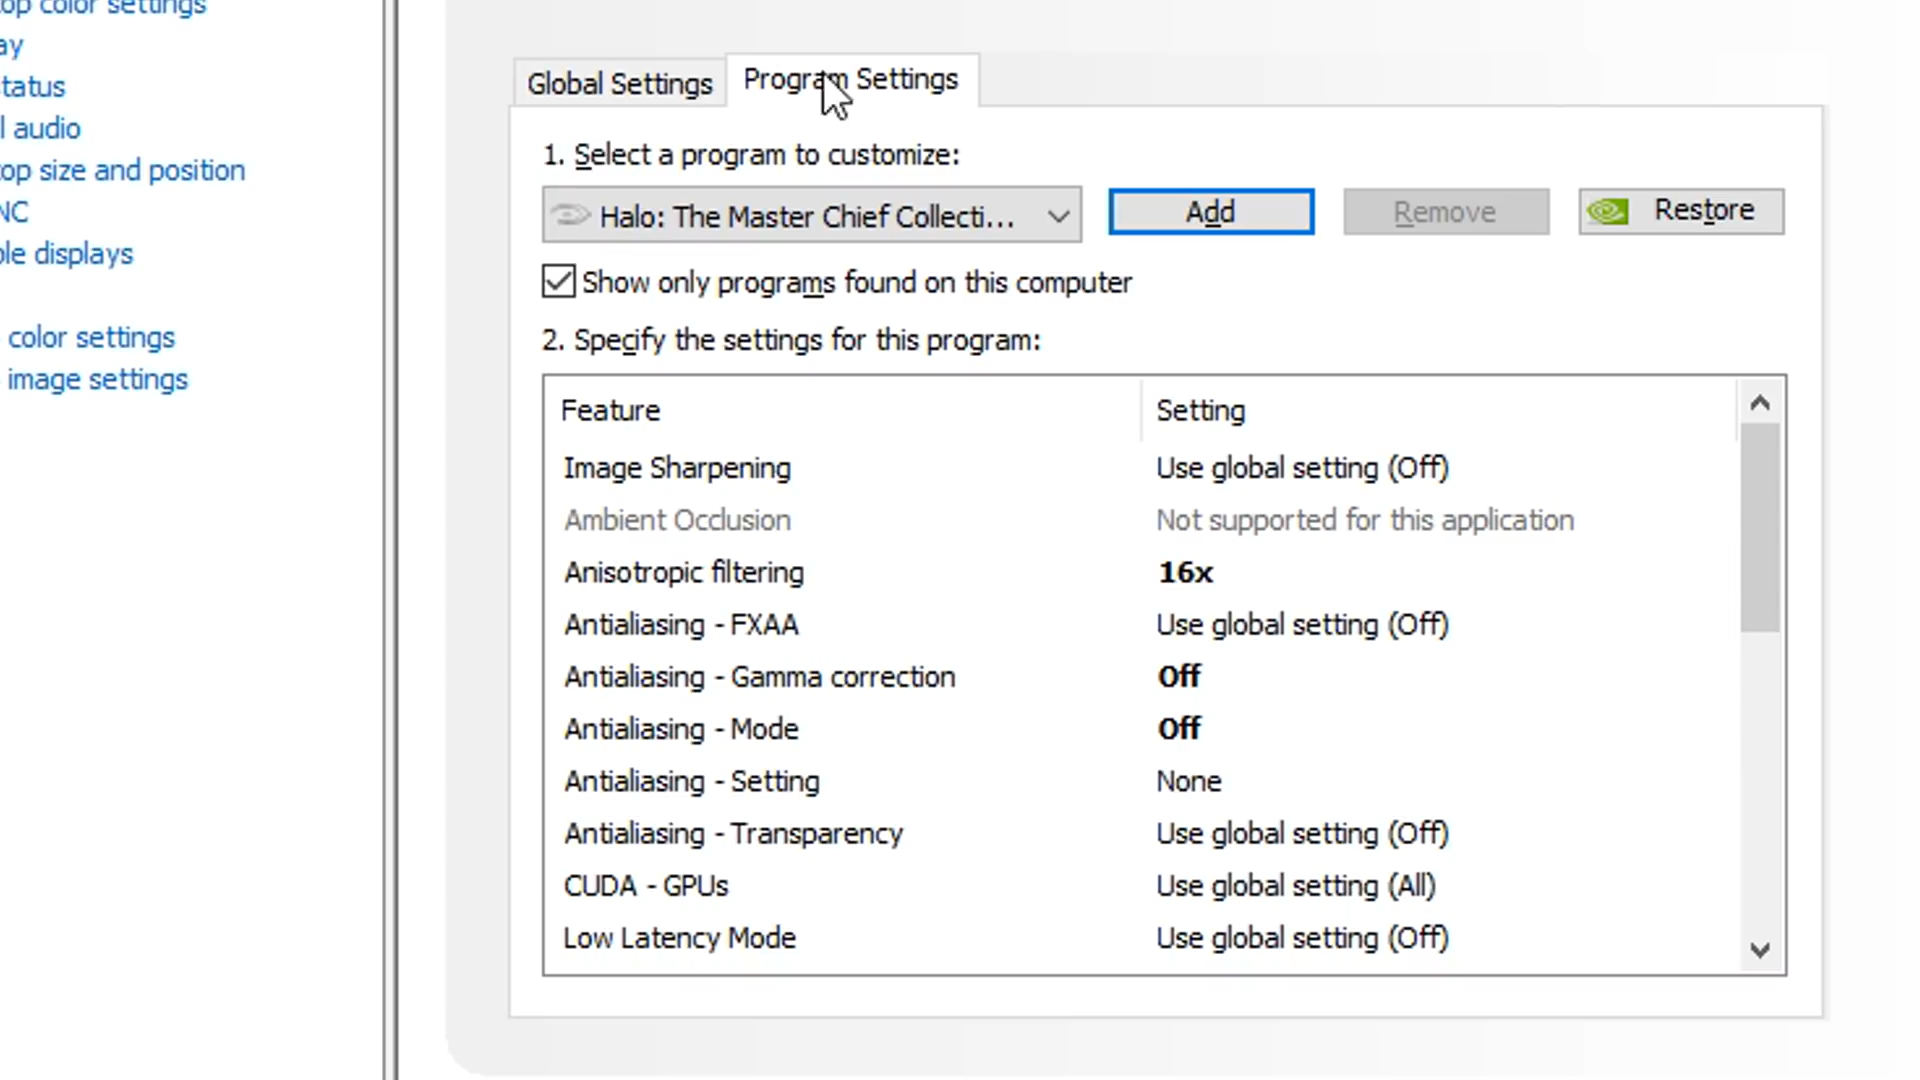 top color settings
ay
status
l audio
top size and position
NC
ple displays
color settings
image settings
Global Settings
Program Settings
1. Select a program to customize:
Halo: The Master Chief Collecti...
Add
Remove
Restore
Show only programs found on this computer
2. Specify the settings for this program:
Feature Setting
Image Sharpening Use global setting (Off)
Ambient Occlusion Not supported for this application
Anisotropic filtering 16x
Antialiasing - FXAA Use global setting (Off)
Antialiasing - Gamma correction Off
Antialiasing - Mode Off
Antialiasing - Setting None
Antialiasing - Transparency Use global setting (Off)
CUDA - GPUs Use global setting (All)
Low Latency Mode Use global setting (Off)